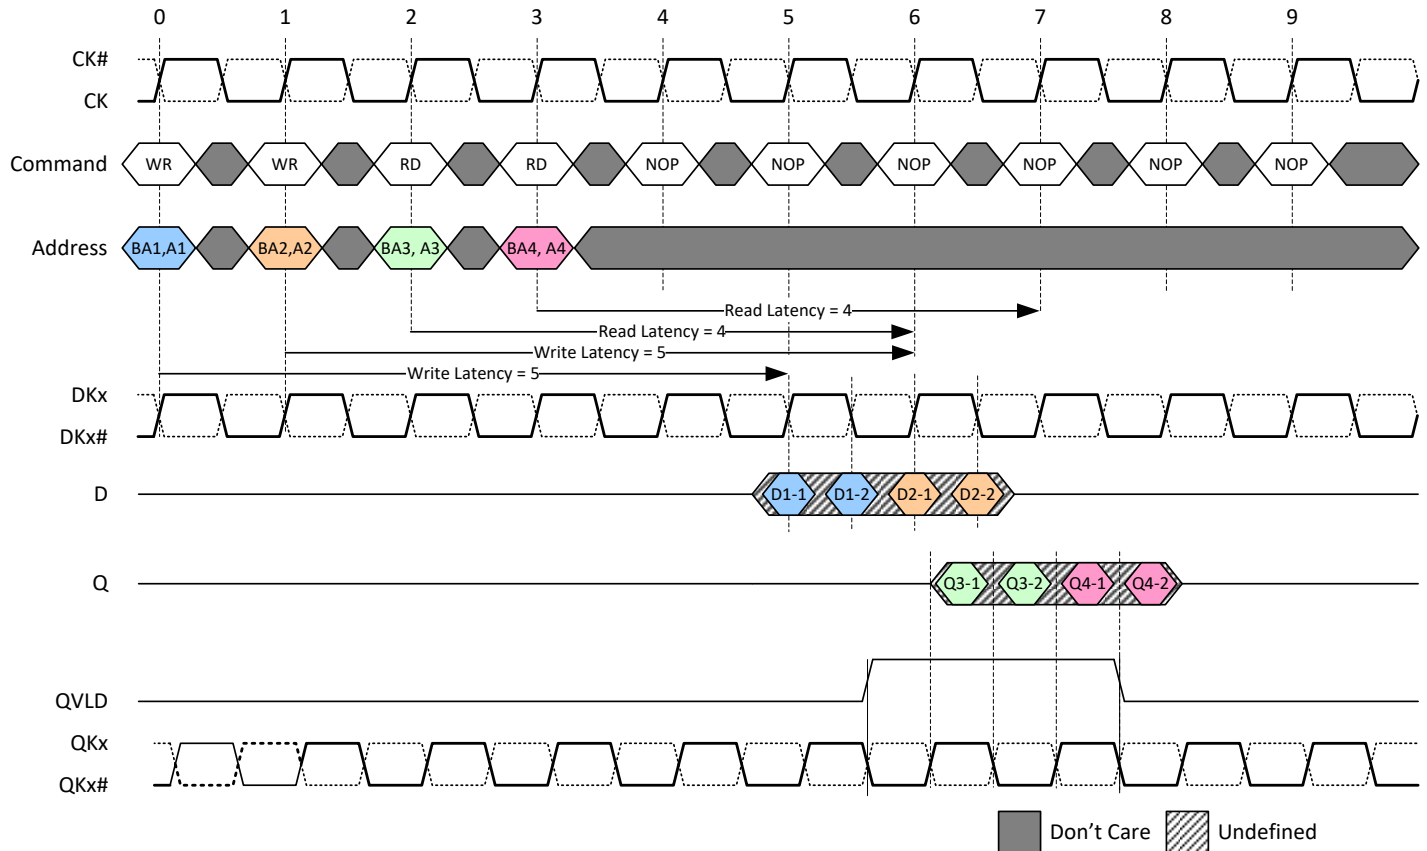 0 1 2 3 4 5 6 7 8 9
CK#
CK
Command WR WR RD RD NOP NOP NOP NOP NOP NOP
Address BA1,A1 BA2,A2 BA3, A3 BA4, A4
Read Latency = 4
Read Latency = 4
Write Latency = 5
Write Latency = 5
DKx
DKx#
D D1-1 D1-2 D2-1 D2-2
Q Q3-1 Q3-2 Q4-1 Q4-2
QVLD
QKx
QKx#
Don’t Care Undefined